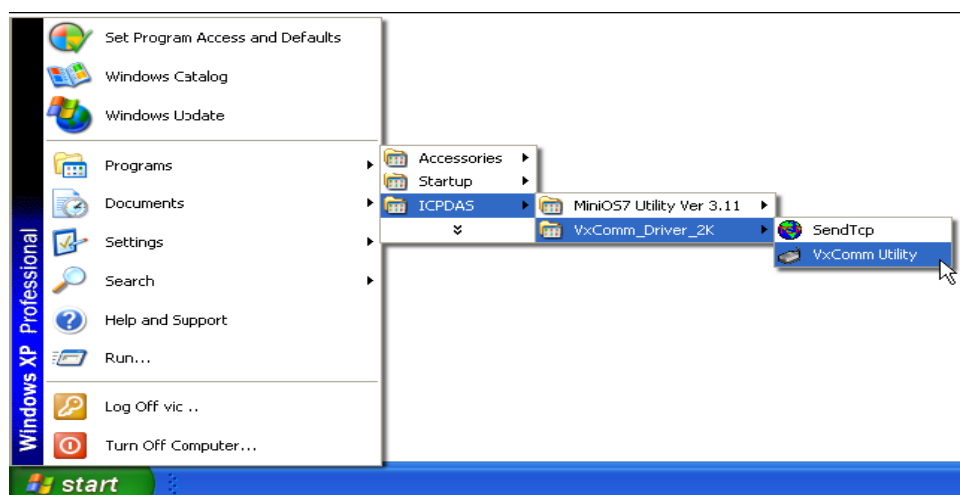 Set Program Access and Defaults
Windows Catalog
Windows Update
Programs
Documents
Settings
Search
Help and Support
Run...
Log Off vic ..
Turn Off Computer...
Windows XP Professional
start
Accessories
Startup
ICPDAS
MiniOS7 Utility Ver 3.11
VxComm_Driver_2K
SendTcp
VxComm Utility